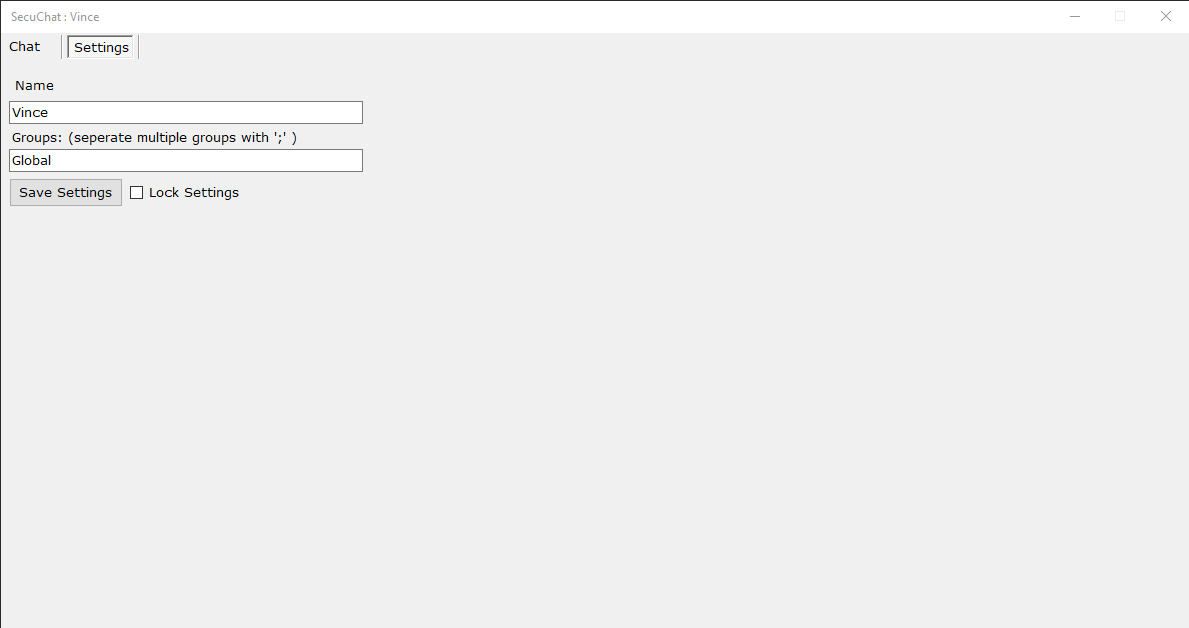 SecuChat : Vince
Chat Settings
Name
Vince
Groups: (seperate multiple groups with ';' )
Global
Save Settings Lock Settings